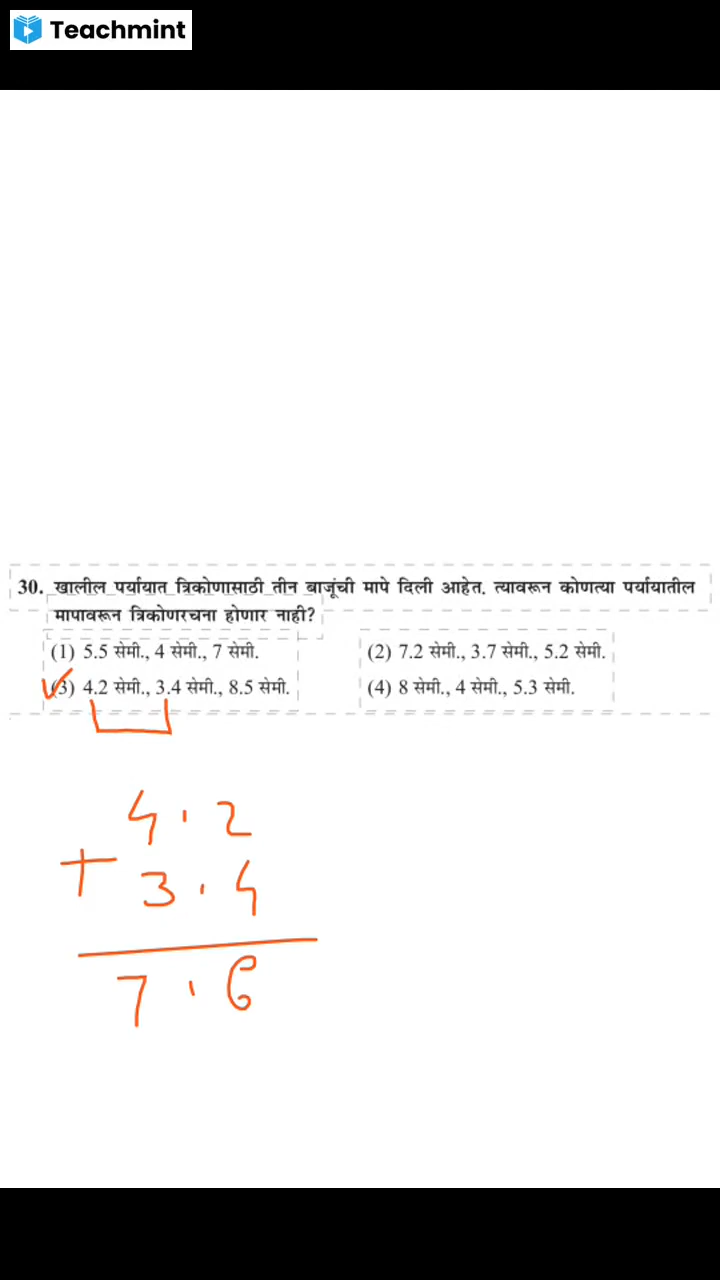 Teachmint
30. खालील पर्यायात त्रिकोणासाठी तीन बाजूंची मापे दिली आहेत. त्यावरून कोणत्या पर्यायातील
मापावरून त्रिकोणरचना होणार नाही?
(1) 5.5 सेमी., 4 सेमी., 7 सेमी. (2) 7.2 सेमी., 3.7 सेमी., 5.2 सेमी.
(3) 4.2 सेमी., 3.4 सेमी., 8.5 सेमी. (4) 8 सेमी., 4 सेमी., 5.3 सेमी.
4.2
+ 3.4
7.6